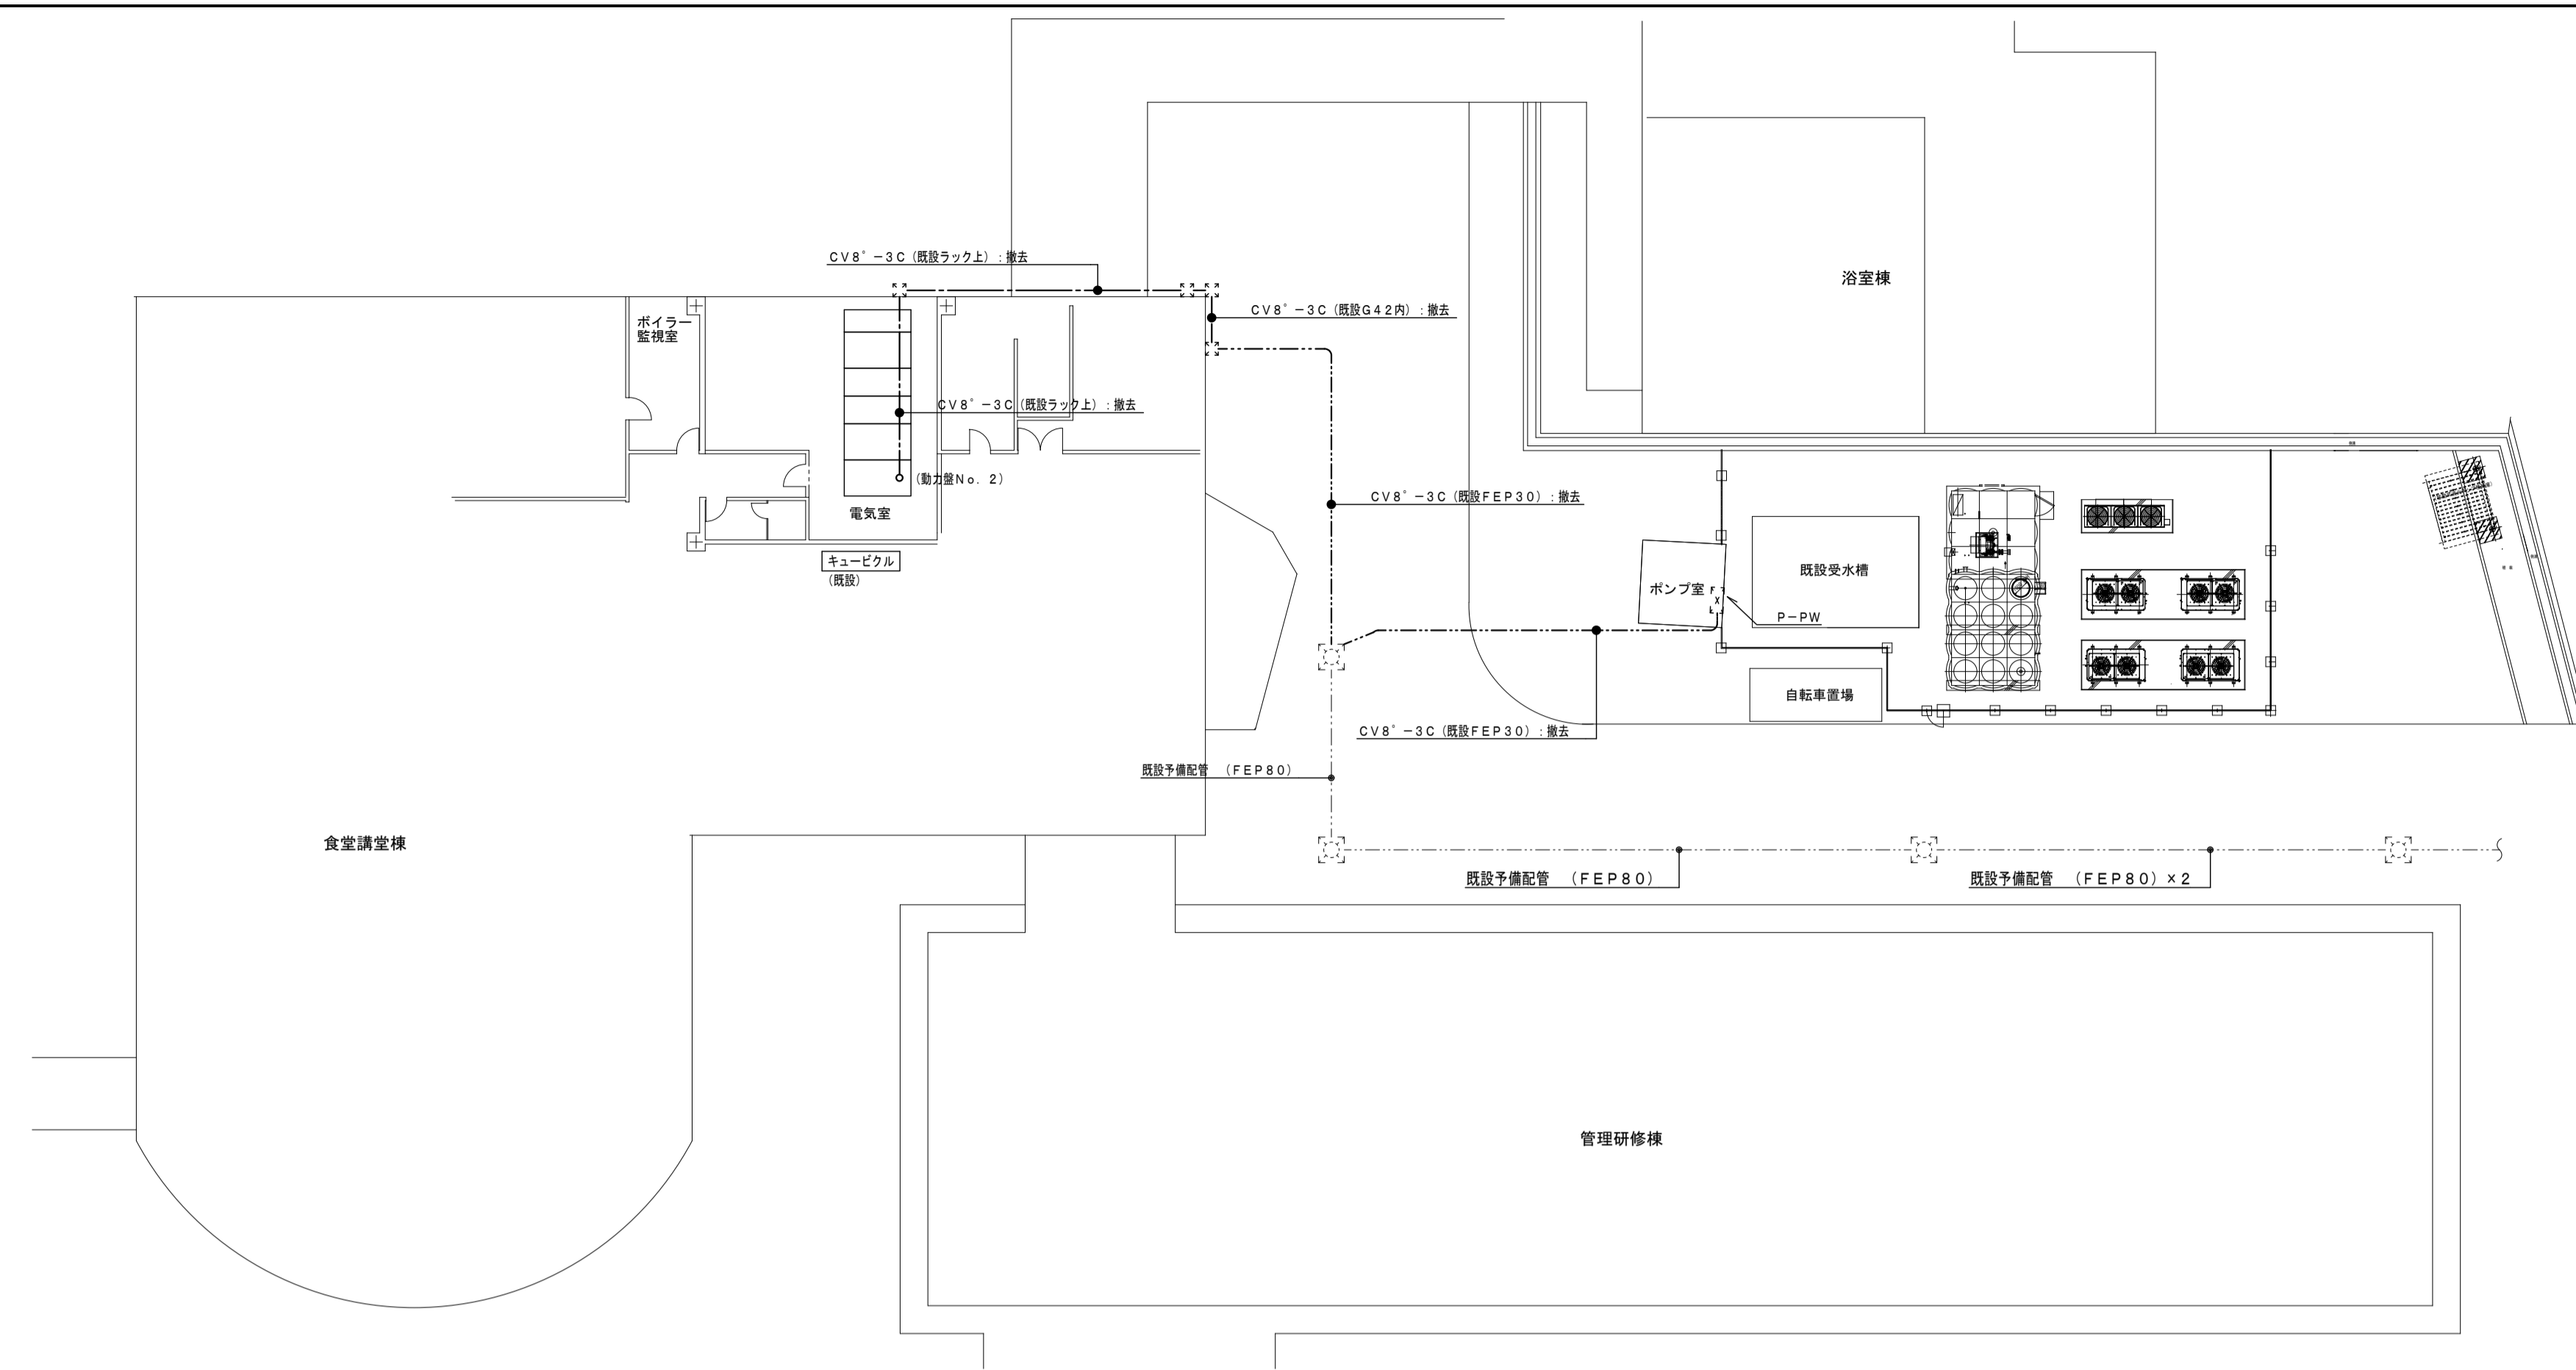 CV8゜－3C（既設ラック上）：撤去
浴室棟
CV8゜－3C（既設G42内）：撤去
ボイラー
監視室
CV8゜－3C（既設ラック上）：撤去
（動力盤No．2）
CV8゜－3C（既設FEP30）：撤去
電気室
キュービクル
（既設）
既設受水槽
ポンプ室
P－PW
自転車置場
CV8゜－3C（既設FEP30）：撤去
既設予備配管　（FEP80）
食堂講堂棟
既設予備配管　（FEP80）
既設予備配管　（FEP80）×2
管理研修棟